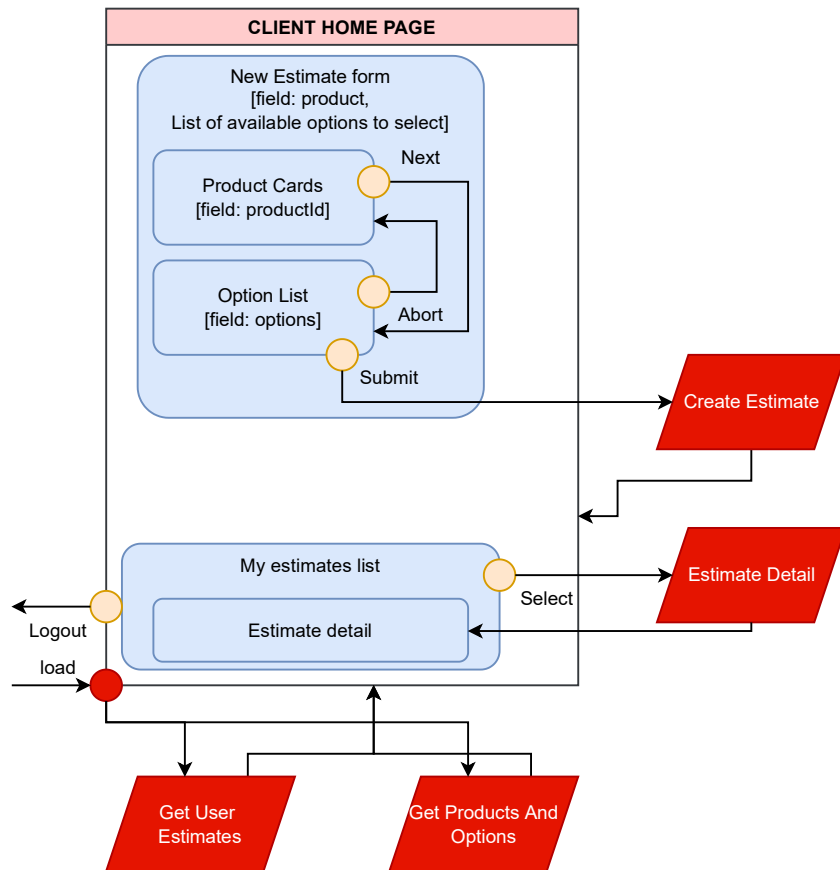 CLIENT HOME PAGE
New Estimate form
[field: product,
List of available options to select]
Next
Product Cards
[field: productId]
Option List
[field: options]
Abort
Submit
Create Estimate
My estimates list
Select
Estimate Detail
Logout
Estimate detail
load
Get User
Estimates
Get Products And
Options